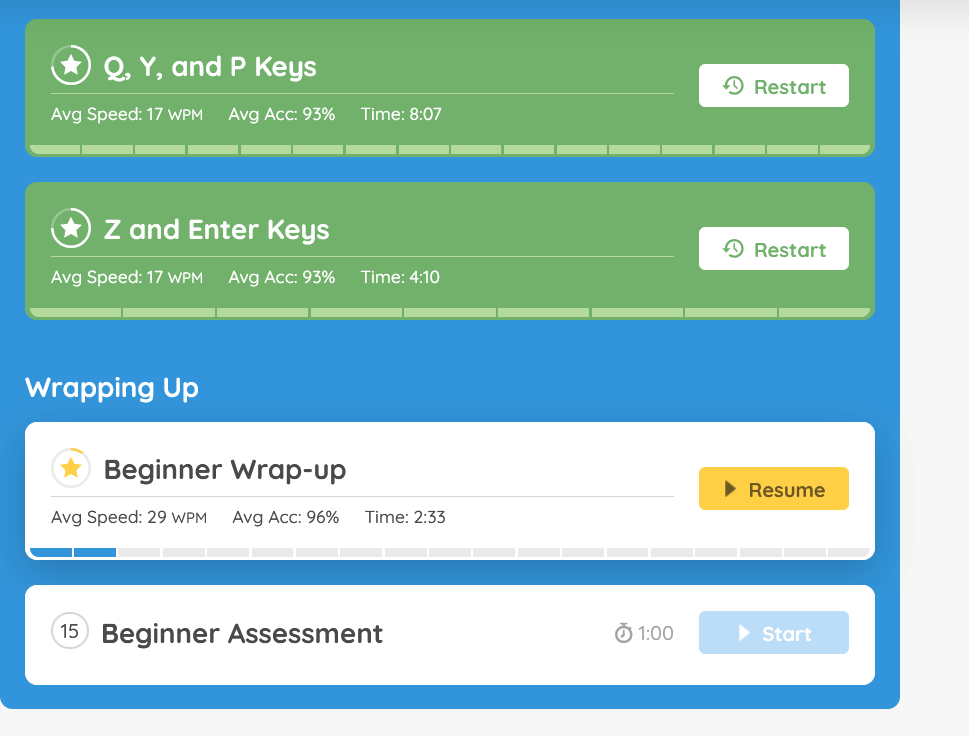 Q, Y, and P Keys
Avg Speed: 17 WPM Avg Acc: 93% Time: 8:07
Restart
Z and Enter Keys
Avg Speed: 17 WPM Avg Acc: 93% Time: 4:10
Restart
Wrapping Up
Beginner Wrap-up
Avg Speed: 29 WPM Avg Acc: 96% Time: 2:33
Resume
15 Beginner Assessment 1:00 Start